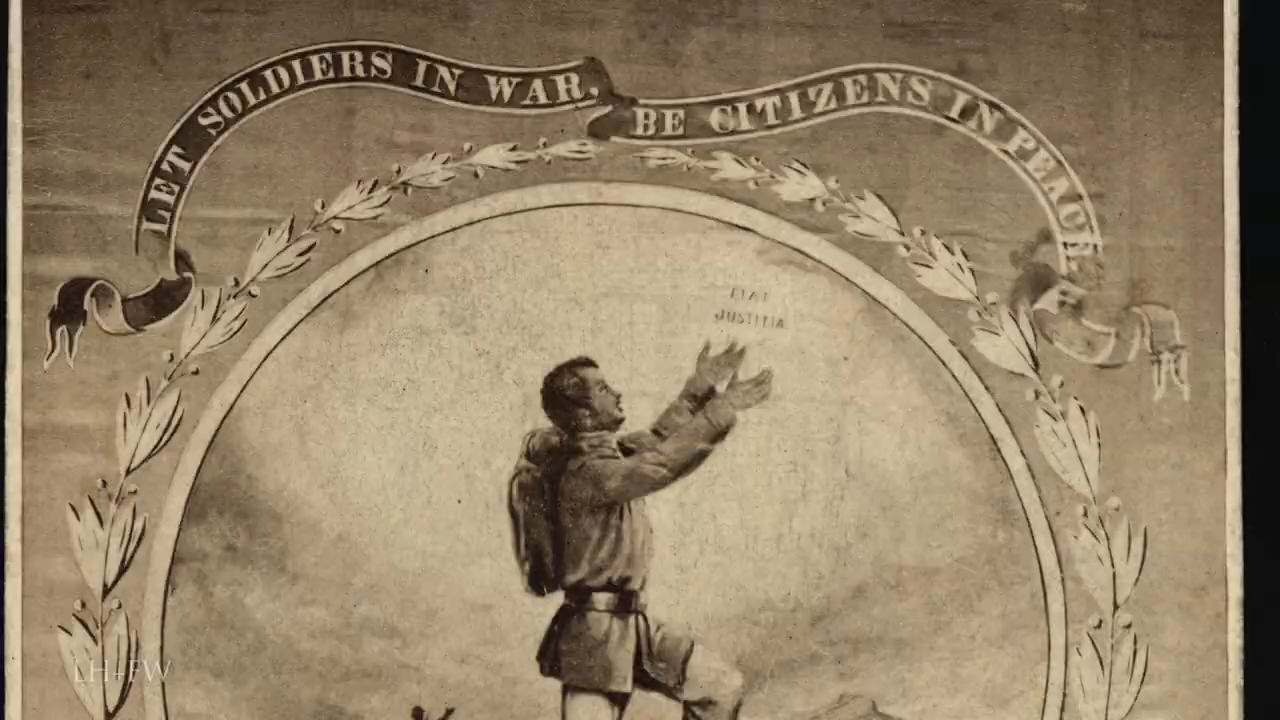 LET SOLDIERS IN WAR,
BE CITIZENS IN PEACE.
FIAT
JUSTITIA
LH+FW